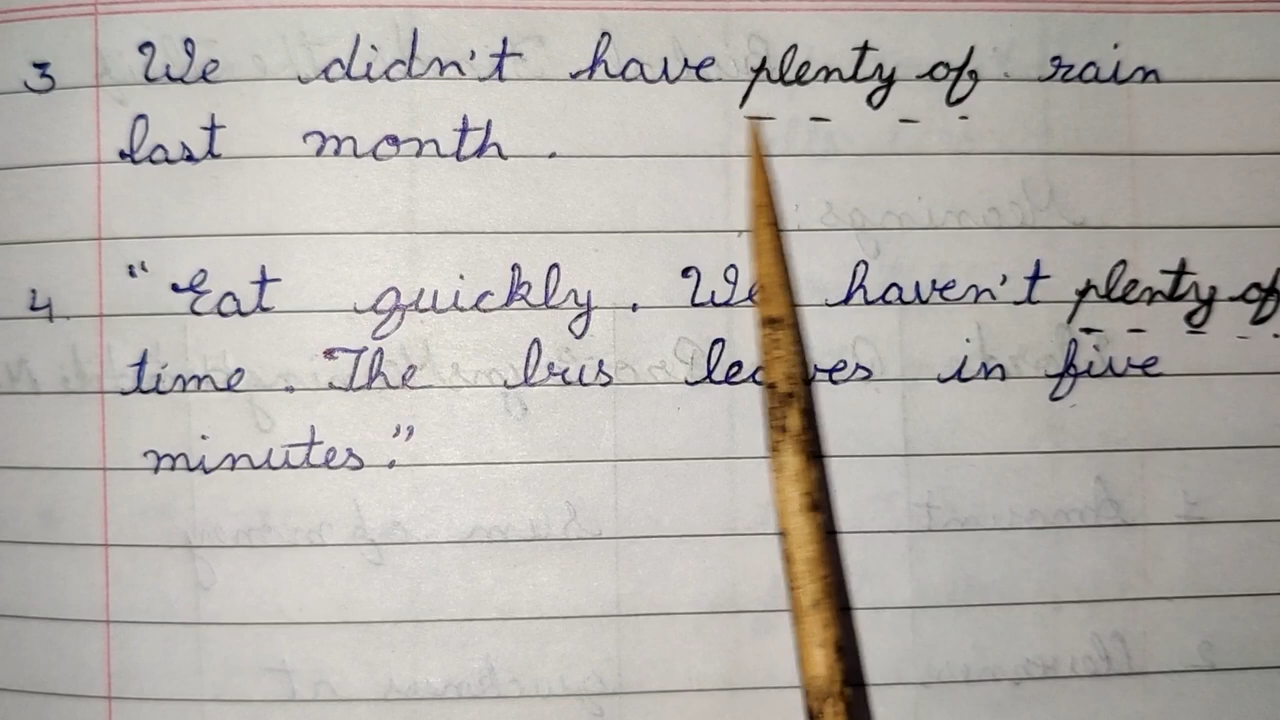 3 We didn't have plenty of rain
last month.
4. "Eat quickly. We haven't plenty of
time. The bus leaves in five
minutes."